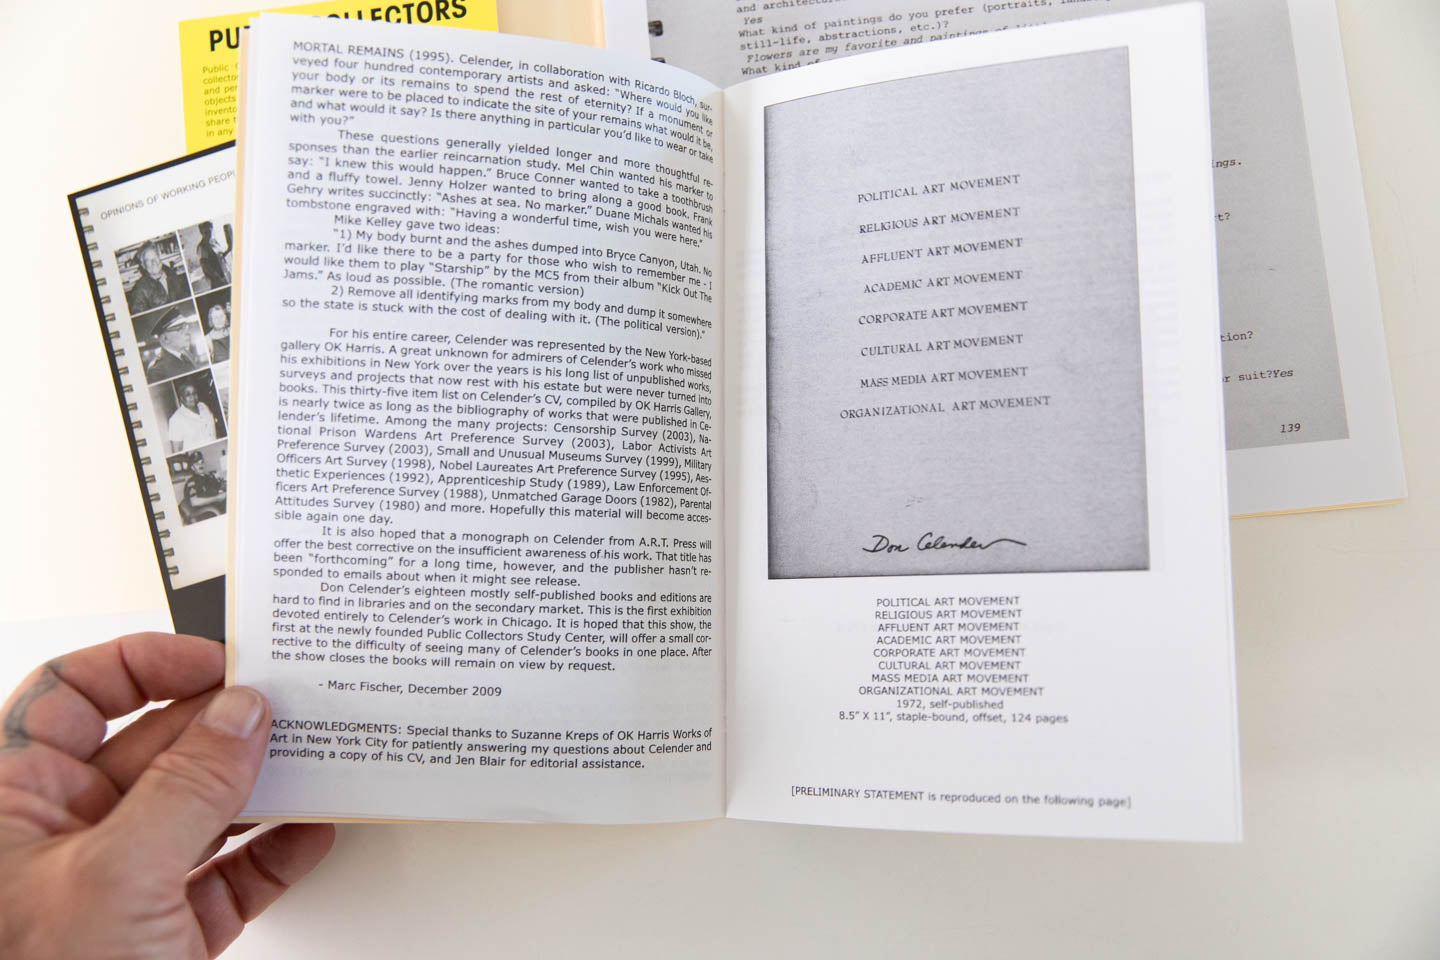 PU
COLLECTORS
Public
collecto
and per
objects
invento
share t
in any
OPINIONS OF WORKING PEOPL
and architectur
Yes
What kind of paintings do you prefer (portraits,
still-life, abstractions, etc.)?
Flowers are my favorite and paintings of
What kind of
ings.
t?
tion?
or suit?Yes
139
MORTAL REMAINS (1995). Celender, in collaboration with Ricardo Bloch, sur-
veyed four hundred contemporary artists and asked: “Where would you like
your body or its remains to spend the rest of eternity? If a monument or
marker were to be placed to indicate the site of your remains what would it be,
and what would it say? Is there anything in particular you’d like to wear or take
with you?”
These questions generally yielded longer and more thoughtful re-
sponses than the earlier reincarnation study. Mel Chin wanted his marker to
say: “I knew this would happen.” Bruce Conner wanted to take a toothbrush
and a fluffy towel. Jenny Holzer wanted to bring along a good book. Frank
Gehry writes succinctly: “Ashes at sea. No marker.” Duane Michals wanted his
tombstone engraved with: “Having a wonderful time, wish you were here.”
Mike Kelley gave two ideas:
“1) My body burnt and the ashes dumped into Bryce Canyon, Utah. No
marker. I’d like there to be a party for those who wish to remember me - I
would like them to play “Starship” by the MC5 from their album “Kick Out The
Jams.” As loud as possible. (The romantic version)
2) Remove all identifying marks from my body and dump it somewhere
so the state is stuck with the cost of dealing with it. (The political version).”
For his entire career, Celender was represented by the New York-based
gallery OK Harris. A great unknown for admirers of Celender’s work who missed
his exhibitions in New York over the years is his long list of unpublished works,
surveys and projects that now rest with his estate but were never turned into
books. This thirty-five item list on Celender’s CV, compiled by OK Harris Gallery,
is nearly twice as long as the bibliography of works that were published in Ce-
lender’s lifetime. Among the many projects: Censorship Survey (2003), Na-
tional Prison Wardens Art Preference Survey (2003), Labor Activists Art
Preference Survey (2003), Small and Unusual Museums Survey (1999), Military
Officers Art Survey (1998), Nobel Laureates Art Preference Survey (1995), Aes-
thetic Experiences (1992), Apprenticeship Study (1989), Law Enforcement Of-
ficers Art Preference Survey (1988), Unmatched Garage Doors (1982), Parental
Attitudes Survey (1980) and more. Hopefully this material will become acces-
sible again one day.
It is also hoped that a monograph on Celender from A.R.T. Press will
offer the best corrective on the insufficient awareness of his work. That title has
been “forthcoming” for a long time, however, and the publisher hasn’t re-
sponded to emails about when it might see release.
Don Celender’s eighteen mostly self-published books and editions are
hard to find in libraries and on the secondary market. This is the first exhibition
devoted entirely to Celender’s work in Chicago. It is hoped that this show, the
first at the newly founded Public Collectors Study Center, will offer a small cor-
rective to the difficulty of seeing many of Celender’s books in one place. After
the show closes the books will remain on view by request.
- Marc Fischer, December 2009
ACKNOWLEDGMENTS: Special thanks to Suzanne Kreps of OK Harris Works of
Art in New York City for patiently answering my questions about Celender and
providing a copy of his CV, and Jen Blair for editorial assistance.
POLITICAL ART MOVEMENT
RELIGIOUS ART MOVEMENT
AFFLUENT ART MOVEMENT
ACADEMIC ART MOVEMENT
CORPORATE ART MOVEMENT
CULTURAL ART MOVEMENT
MASS MEDIA ART MOVEMENT
ORGANIZATIONAL ART MOVEMENT
Don Celender
POLITICAL ART MOVEMENT
RELIGIOUS ART MOVEMENT
AFFLUENT ART MOVEMENT
ACADEMIC ART MOVEMENT
CORPORATE ART MOVEMENT
CULTURAL ART MOVEMENT
MASS MEDIA ART MOVEMENT
ORGANIZATIONAL ART MOVEMENT
1972, self-published
8.5” X 11”, staple-bound, offset, 124 pages
[PRELIMINARY STATEMENT is reproduced on the following page]